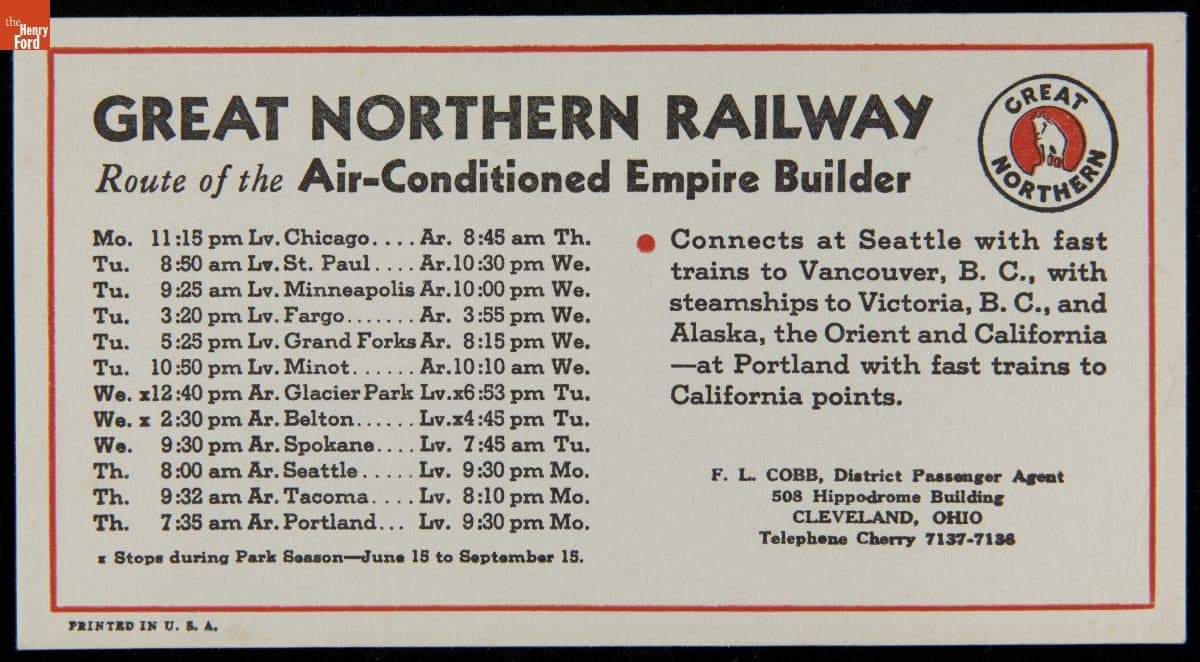 the
Henry
Ford
GREAT NORTHERN RAILWAY
Route of the Air-Conditioned Empire Builder
GREAT
NORTHERN
Mo. 11:15 pm Lv. Chicago.... Ar. 8:45 am Th.
Tu. 8:50 am Lv. St. Paul.... Ar. 10:30 pm We.
Tu. 9:25 am Lv. Minneapolis Ar. 10:00 pm We.
Tu. 3:20 pm Lv. Fargo....... Ar. 3:55 pm We.
Tu. 5:25 pm Lv. Grand Forks Ar. 8:15 pm We.
Tu. 10:50 pm Lv. Minot...... Ar. 10:10 am We.
We. x12:40 pm Ar. Glacier Park Lv. x6:53 pm Tu.
We. x 2:30 pm Ar. Belton...... Lv. x4:45 pm Tu.
We. 9:30 pm Ar. Spokane.... Lv. 7:45 am Tu.
Th. 8:00 am Ar. Seattle..... Lv. 9:30 pm Mo.
Th. 9:32 am Ar. Tacoma.... Lv. 8:10 pm Mo.
Th. 7:35 am Ar. Portland... Lv. 9:30 pm Mo.
x Stops during Park Season—June 15 to September 15.
● Connects at Seattle with fast
trains to Vancouver, B. C., with
steamships to Victoria, B. C., and
Alaska, the Orient and California
—at Portland with fast trains to
California points.
F. L. COBB, District Passenger Agent
508 Hippodrome Building
CLEVELAND, OHIO
Telephone Cherry 7137-7138
PRINTED IN U. S. A.